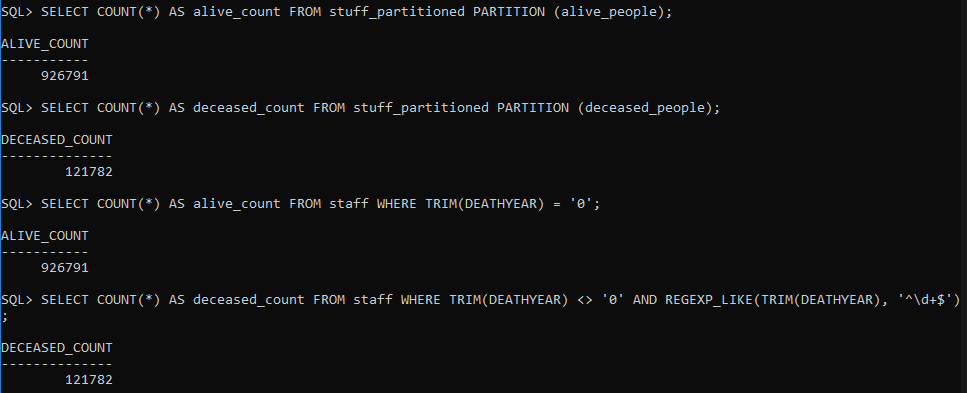 SQL> SELECT COUNT(*) AS alive_count FROM stuff_partitioned PARTITION (alive_people);
ALIVE_COUNT
-----------
926791
SQL> SELECT COUNT(*) AS deceased_count FROM stuff_partitioned PARTITION (deceased_people);
DECEASED_COUNT
--------------
121782
SQL> SELECT COUNT(*) AS alive_count FROM staff WHERE TRIM(DEATHYEAR) = '0';
ALIVE_COUNT
-----------
926791
SQL> SELECT COUNT(*) AS deceased_count FROM staff WHERE TRIM(DEATHYEAR) <> '0' AND REGEXP_LIKE(TRIM(DEATHYEAR), '^\d+$')
;
DECEASED_COUNT
--------------
121782